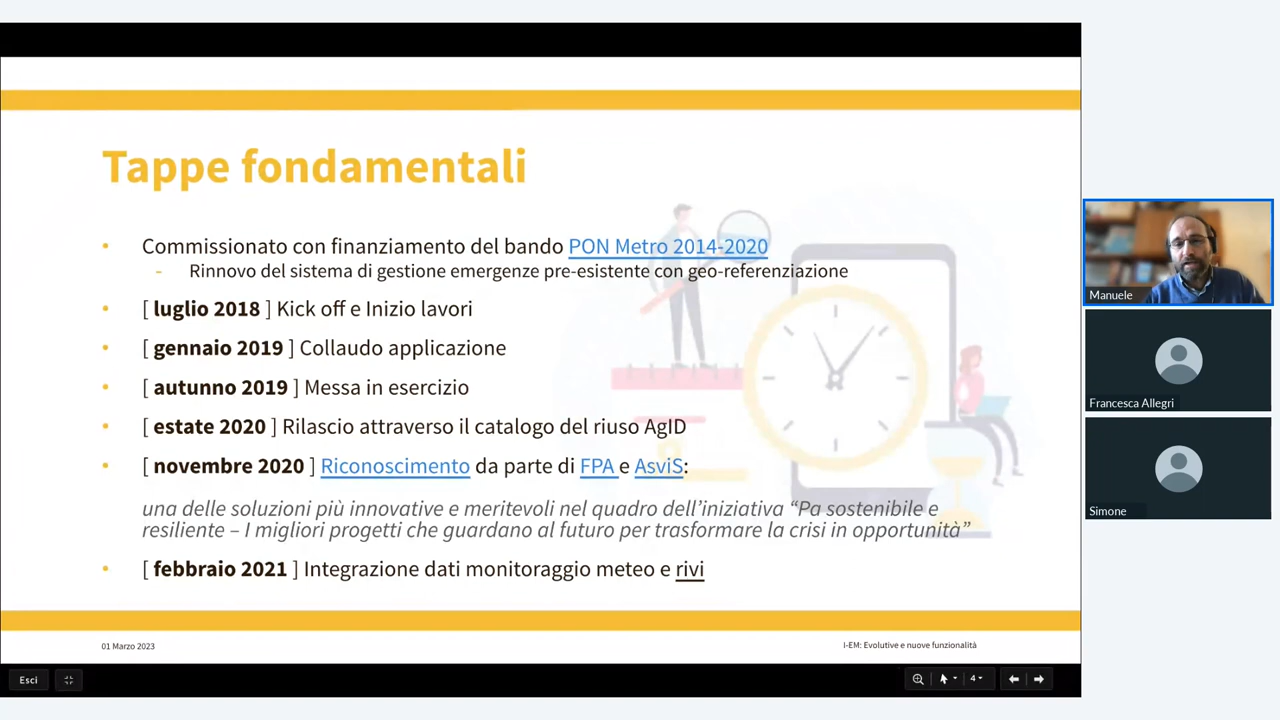 Tappe fondamentali
• Commissionato con finanziamento del bando PON Metro 2014-2020
- Rinnovo del sistema di gestione emergenze pre-esistente con geo-referenziazione
• [ luglio 2018 ] Kick off e Inizio lavori
• [ gennaio 2019 ] Collaudo applicazione
• [ autunno 2019 ] Messa in esercizio
• [ estate 2020 ] Rilascio attraverso il catalogo del riuso AgID
• [ novembre 2020 ] Riconoscimento da parte di FPA e AsviS:
una delle soluzioni più innovative e meritevoli nel quadro dell’iniziativa “Pa sostenibile e
resiliente – I migliori progetti che guardano al futuro per trasformare la crisi in opportunità”
• [ febbraio 2021 ] Integrazione dati monitoraggio meteo e rivi
01 Marzo 2023
I-EM: Evolutive e nuove funzionalità
Esci
4
Manuele
Francesca Allegri
Simone